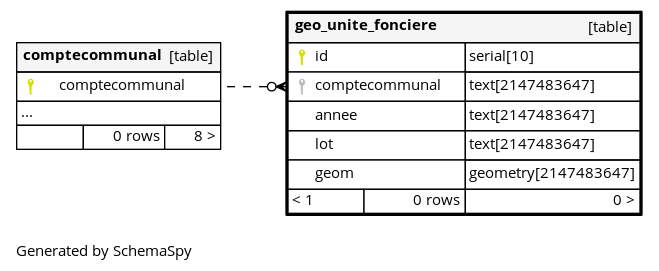 comptecommunal [table]
comptecommunal
...
0 rows 8 >
geo_unite_fonciere [table]
id serial[10]
comptecommunal text[2147483647]
annee text[2147483647]
lot text[2147483647]
geom geometry[2147483647]
< 1 0 rows 0 >
Generated by SchemaSpy